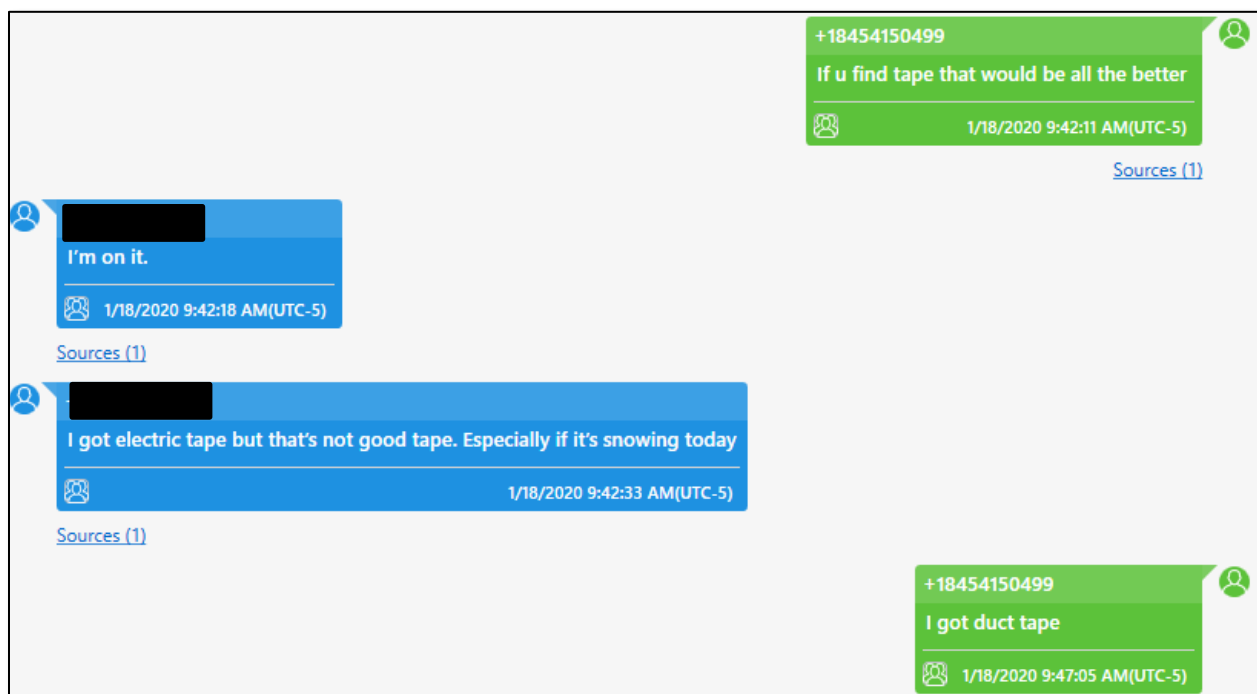 +18454150499
If u find tape that would be all the better
1/18/2020 9:42:11 AM(UTC-5)
Sources (1)
I'm on it.
1/18/2020 9:42:18 AM(UTC-5)
Sources (1)
I got electric tape but that's not good tape. Especially if it's snowing today
1/18/2020 9:42:33 AM(UTC-5)
Sources (1)
+18454150499
I got duct tape
1/18/2020 9:47:05 AM(UTC-5)